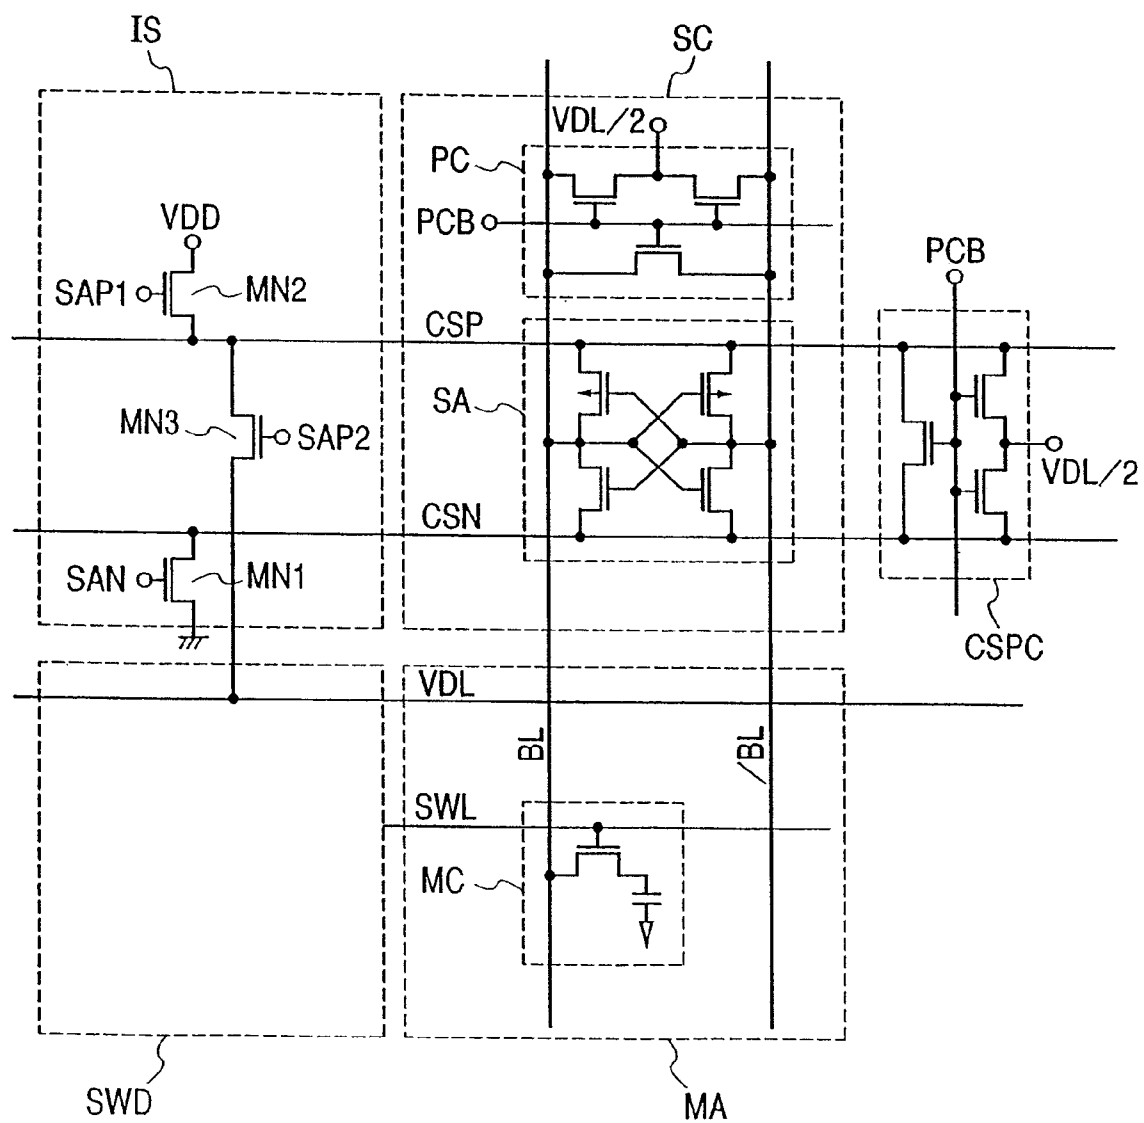 IS
SC
VDL/2
PC
VDD
PCB
PCB
SAP1
MN2
CSP
MN3
SAP2
SA
VDL/2
CSN
SAN
MN1
CSPC
VDL
BL
/BL
SWL
MC
SWD
MA